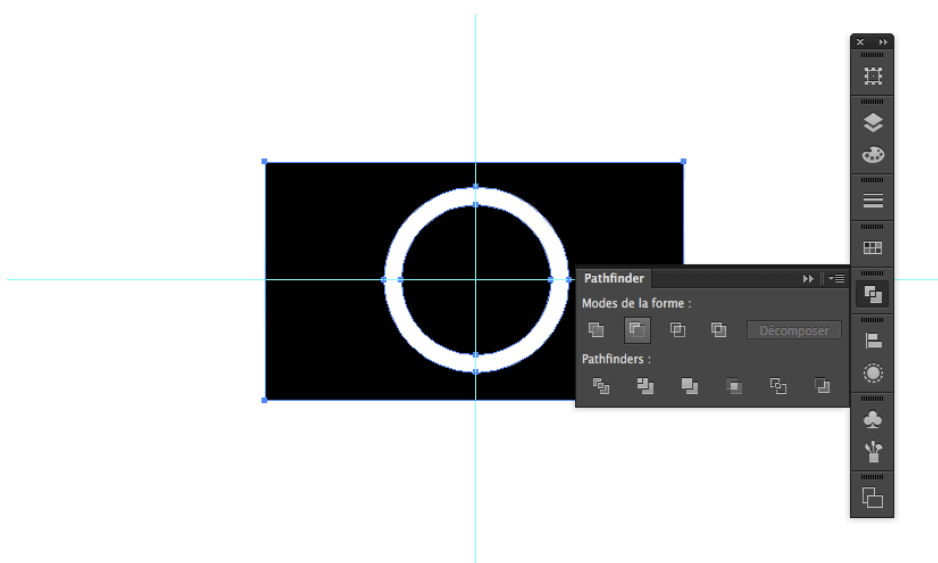 Pathfinder
Modes de la forme :
Décomposer
Pathfinders :